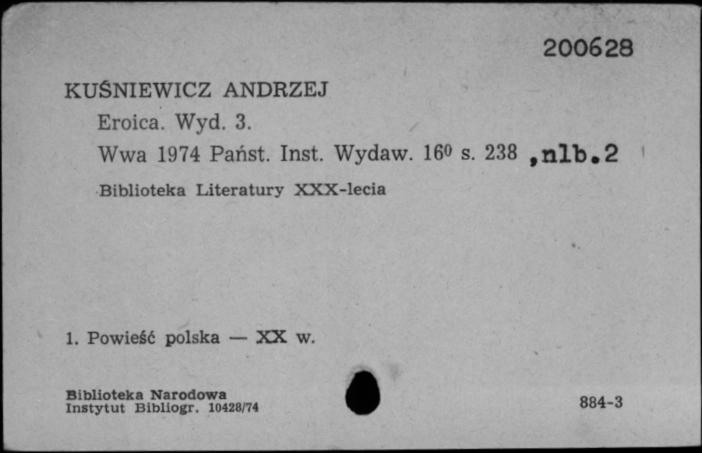 200628
KUŚNIEWICZ ANDRZEJ
Eroica. Wyd. 3.
Wwa 1974 Państ. Inst. Wydaw. 16⁰ s. 238 ,nlb.2
Biblioteka Literatury XXX-lecia
1. Powieść polska — XX w.
Biblioteka Narodowa
Instytut Bibliogr. 10428/74
884-3